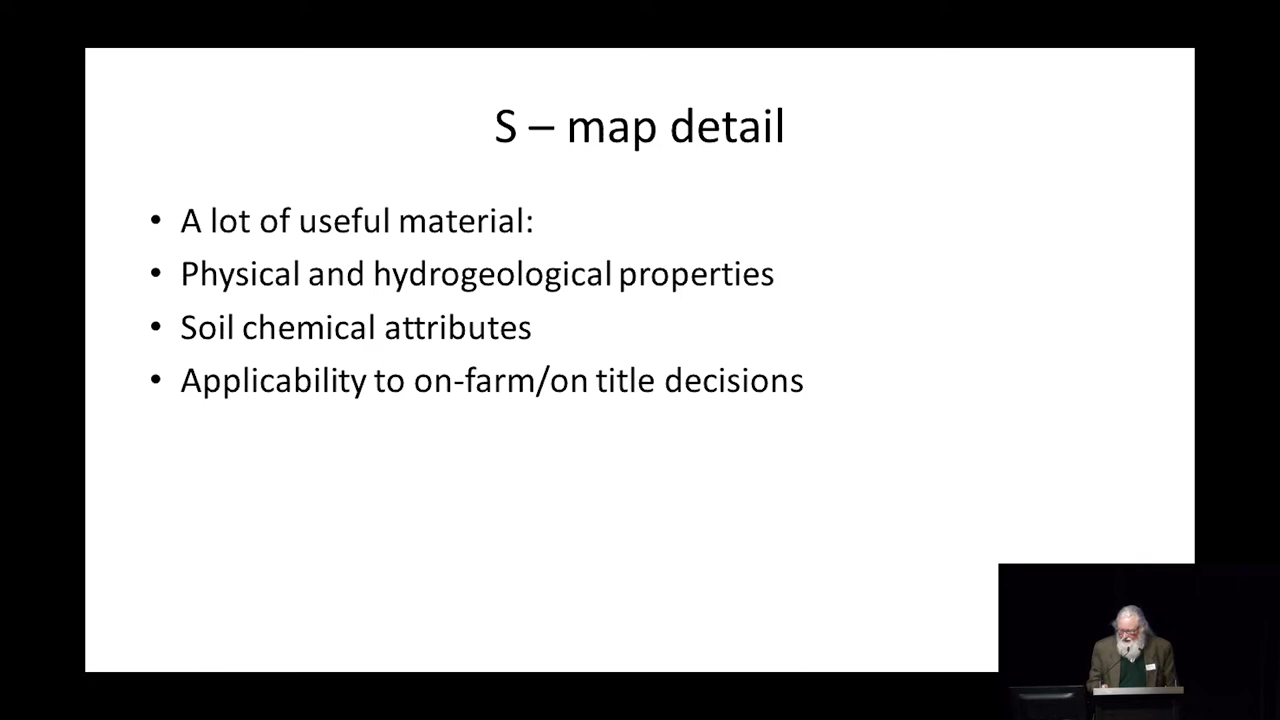 S – map detail
• A lot of useful material:
• Physical and hydrogeological properties
• Soil chemical attributes
• Applicability to on-farm/on title decisions